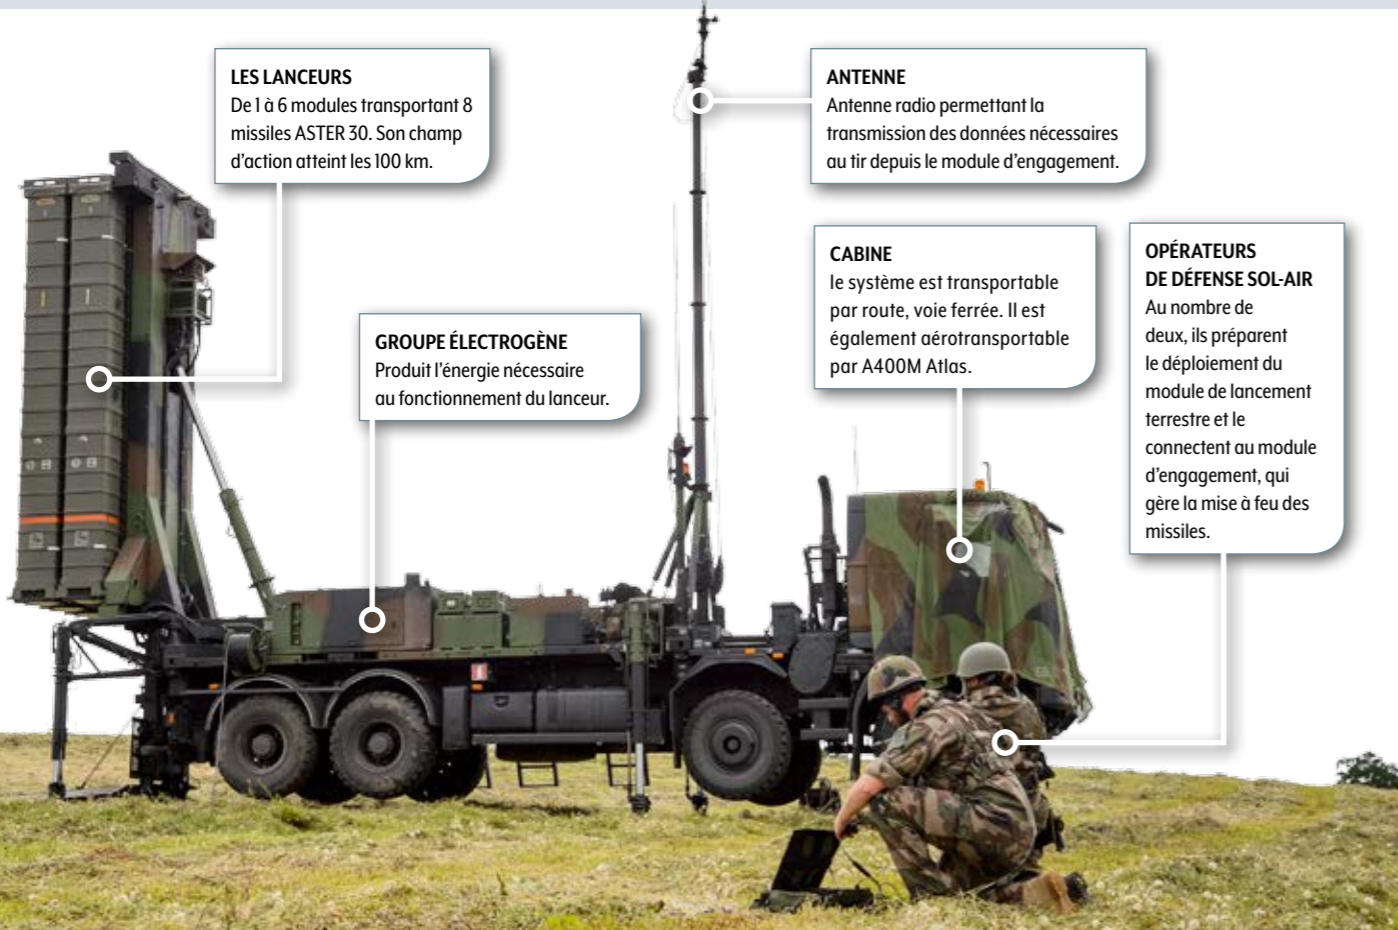 LES LANCEURS
De 1 à 6 modules transportant 8
missiles ASTER 30. Son champ
d'action atteint les 100 km.
ANTENNE
Antenne radio permettant la
transmission des données nécessaires
au tir depuis le module d'engagement.
GROUPE ÉLECTROGÈNE
Produit l'énergie nécessaire
au fonctionnement du lanceur.
CABINE
le système est transportable
par route, voie ferrée. Il est
également aérotransportable
par A400M Atlas.
OPÉRATEURS
DE DÉFENSE SOL-AIR
Au nombre de
deux, ils préparent
le déploiement du
module de lancement
terrestre et le
connectent au module
d'engagement, qui
gère la mise à feu des
missiles.